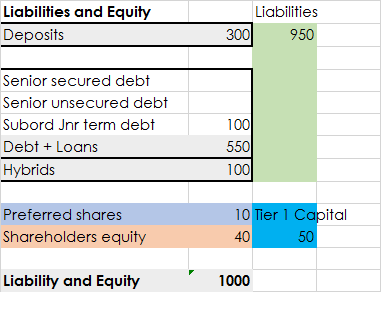 Liabilities and Equity Liabilities
Deposits 300 950
Senior secured debt
Senior unsecured debt
Subord Jnr term debt 100
Debt + Loans 550
Hybrids 100
Preferred shares 10 Tier 1 Capital
Shareholders equity 40 50
Liability and Equity 1000